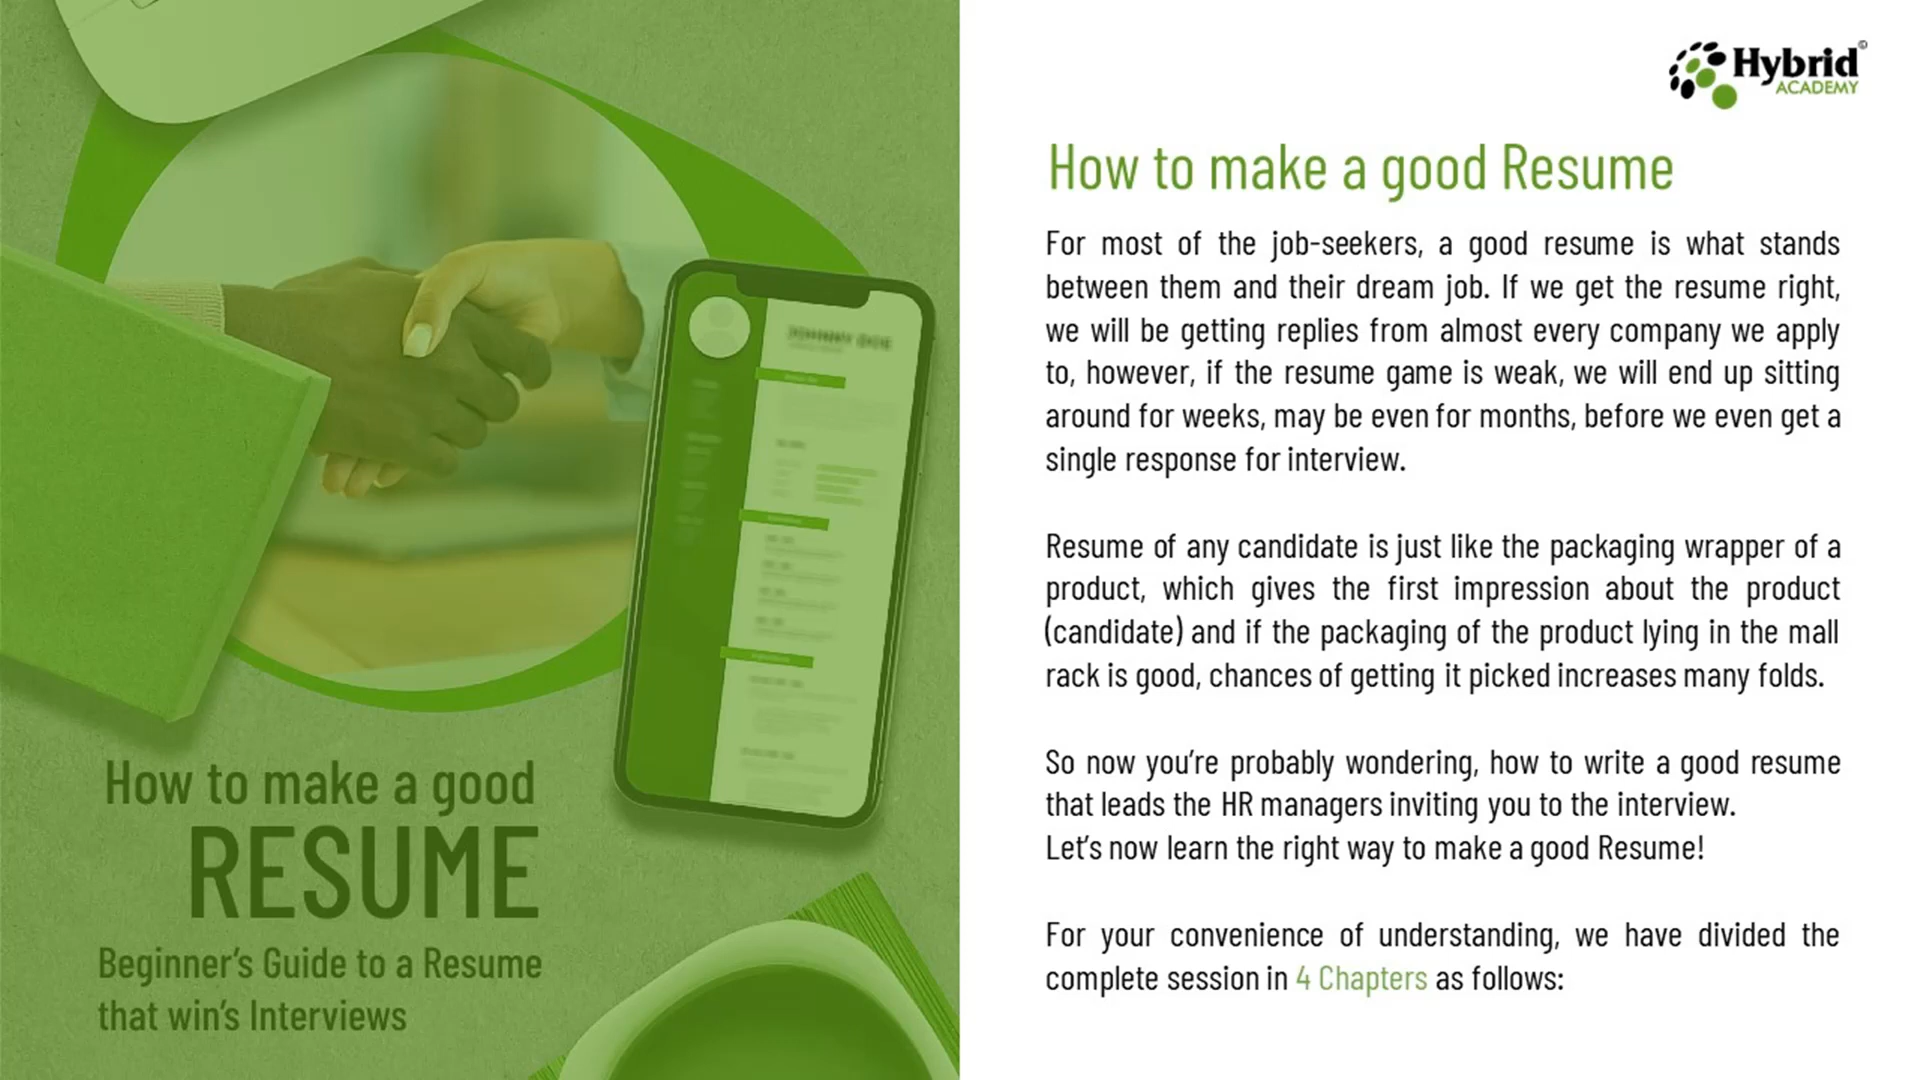 How to make a good
RESUME
Beginner's Guide to a Resume
that win's Interviews
Hybrid
ACADEMY
How to make a good Resume
For most of the job-seekers, a good resume is what stands
between them and their dream job. If we get the resume right,
we will be getting replies from almost every company we apply
to, however, if the resume game is weak, we will end up sitting
around for weeks, may be even for months, before we even get a
single response for interview.
Resume of any candidate is just like the packaging wrapper of a
product, which gives the first impression about the product
(candidate) and if the packaging of the product lying in the mall
rack is good, chances of getting it picked increases many folds.
So now you’re probably wondering, how to write a good resume
that leads the HR managers inviting you to the interview.
Let’s now learn the right way to make a good Resume!
For your convenience of understanding, we have divided the
complete session in 4 Chapters as follows: